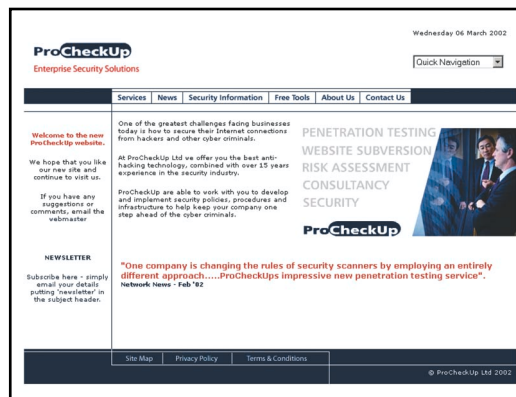 Wednesday 06 March 2002
ProCheckUp
Enterprise Security Solutions
Quick Navigation
Services News Security Information Free Tools About Us Contact Us
Welcome to the new
ProCheckUp website.
We hope that you like
our new site and
continue to visit us.
If you have any
suggestions or
comments, email the
webmaster
NEWSLETTER
Subscribe here - simply
email your details
putting 'newsletter' in
the subject header.
One of the greatest challenges facing businesses
today is how to secure their Internet connections
from hackers and other cyber criminals.
At ProCheckUp Ltd we offer you the best anti-
hacking technology, combined with over 15 years
experience in the security industry.
ProCheckUp are able to work with you to develop
and implement security policies, procedures and
infrastructure to help keep your company one
step ahead of the cyber criminals.
PENETRATION TESTING
WEBSITE SUBVERSION
RISK ASSESSMENT
CONSULTANCY
SECURITY
ProCheckUp
"One company is changing the rules of security scanners by employing an entirely
different approach.....ProCheckUps impressive new penetration testing service".
Network News - Feb '02
Site Map Privacy Policy Terms & Conditions
© ProCheckUp Ltd 2002